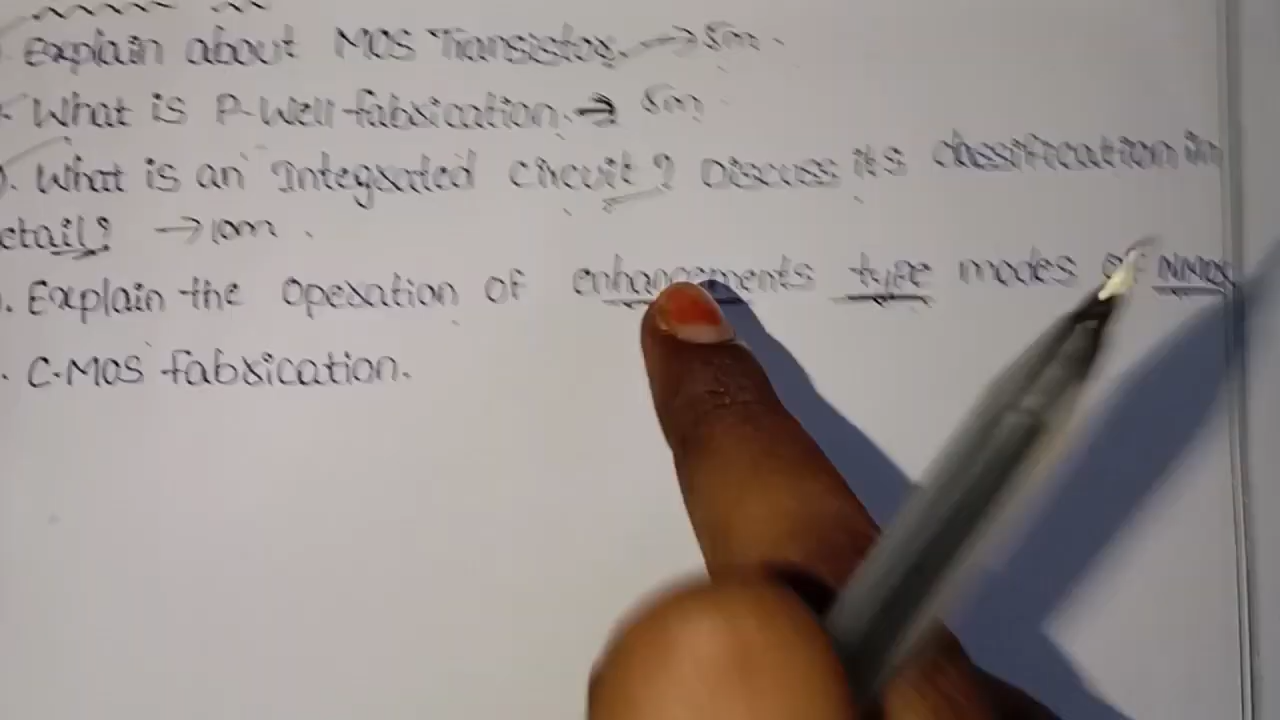 Explain about MOS Transistor. → 5m.
What is P-Well-fabrication. → 5m
What is an Integrated circuit? Discuss its classification in
etail? → 10m.
Explain the operation of enhancements type modes of NMOS
C-MOS fabrication.